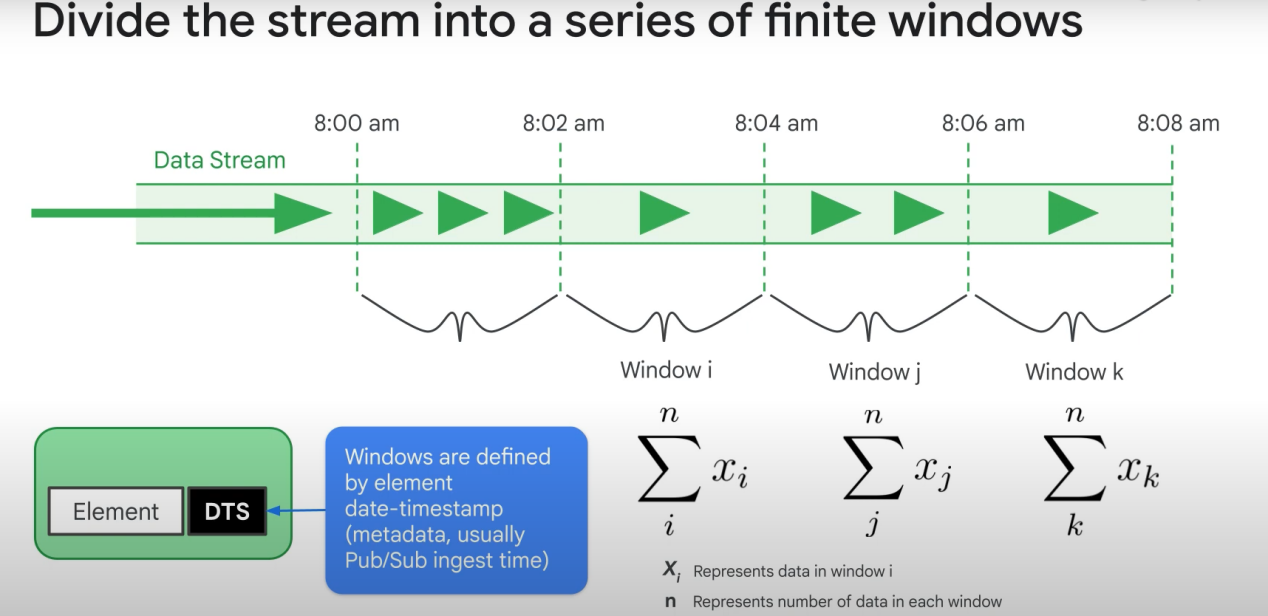 Divide the stream into a series of finite windows
8:00 am 8:02 am 8:04 am 8:06 am 8:08 am
Data Stream
Window i Window j Window k
n n n
∑ xi ∑ xj ∑ xk
i j k
Element DTS
Windows are defined
by element
date-timestamp
(metadata, usually
Pub/Sub ingest time)
Xi Represents data in window i
n Represents number of data in each window